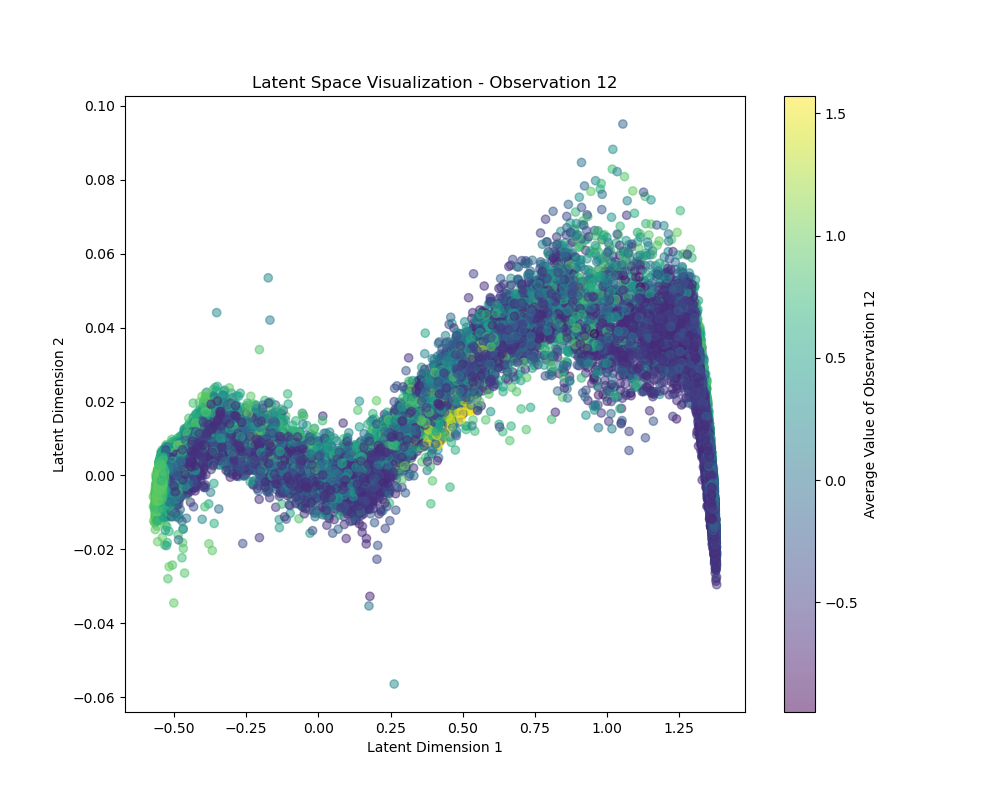 Latent Space Visualization - Observation 12
0.10
0.08
0.06
0.04
0.02
0.00
−0.02
−0.04
−0.06
Latent Dimension 2
−0.50 −0.25 0.00 0.25 0.50 0.75 1.00 1.25
Latent Dimension 1
1.5
1.0
0.5
0.0
−0.5
Average Value of Observation 12